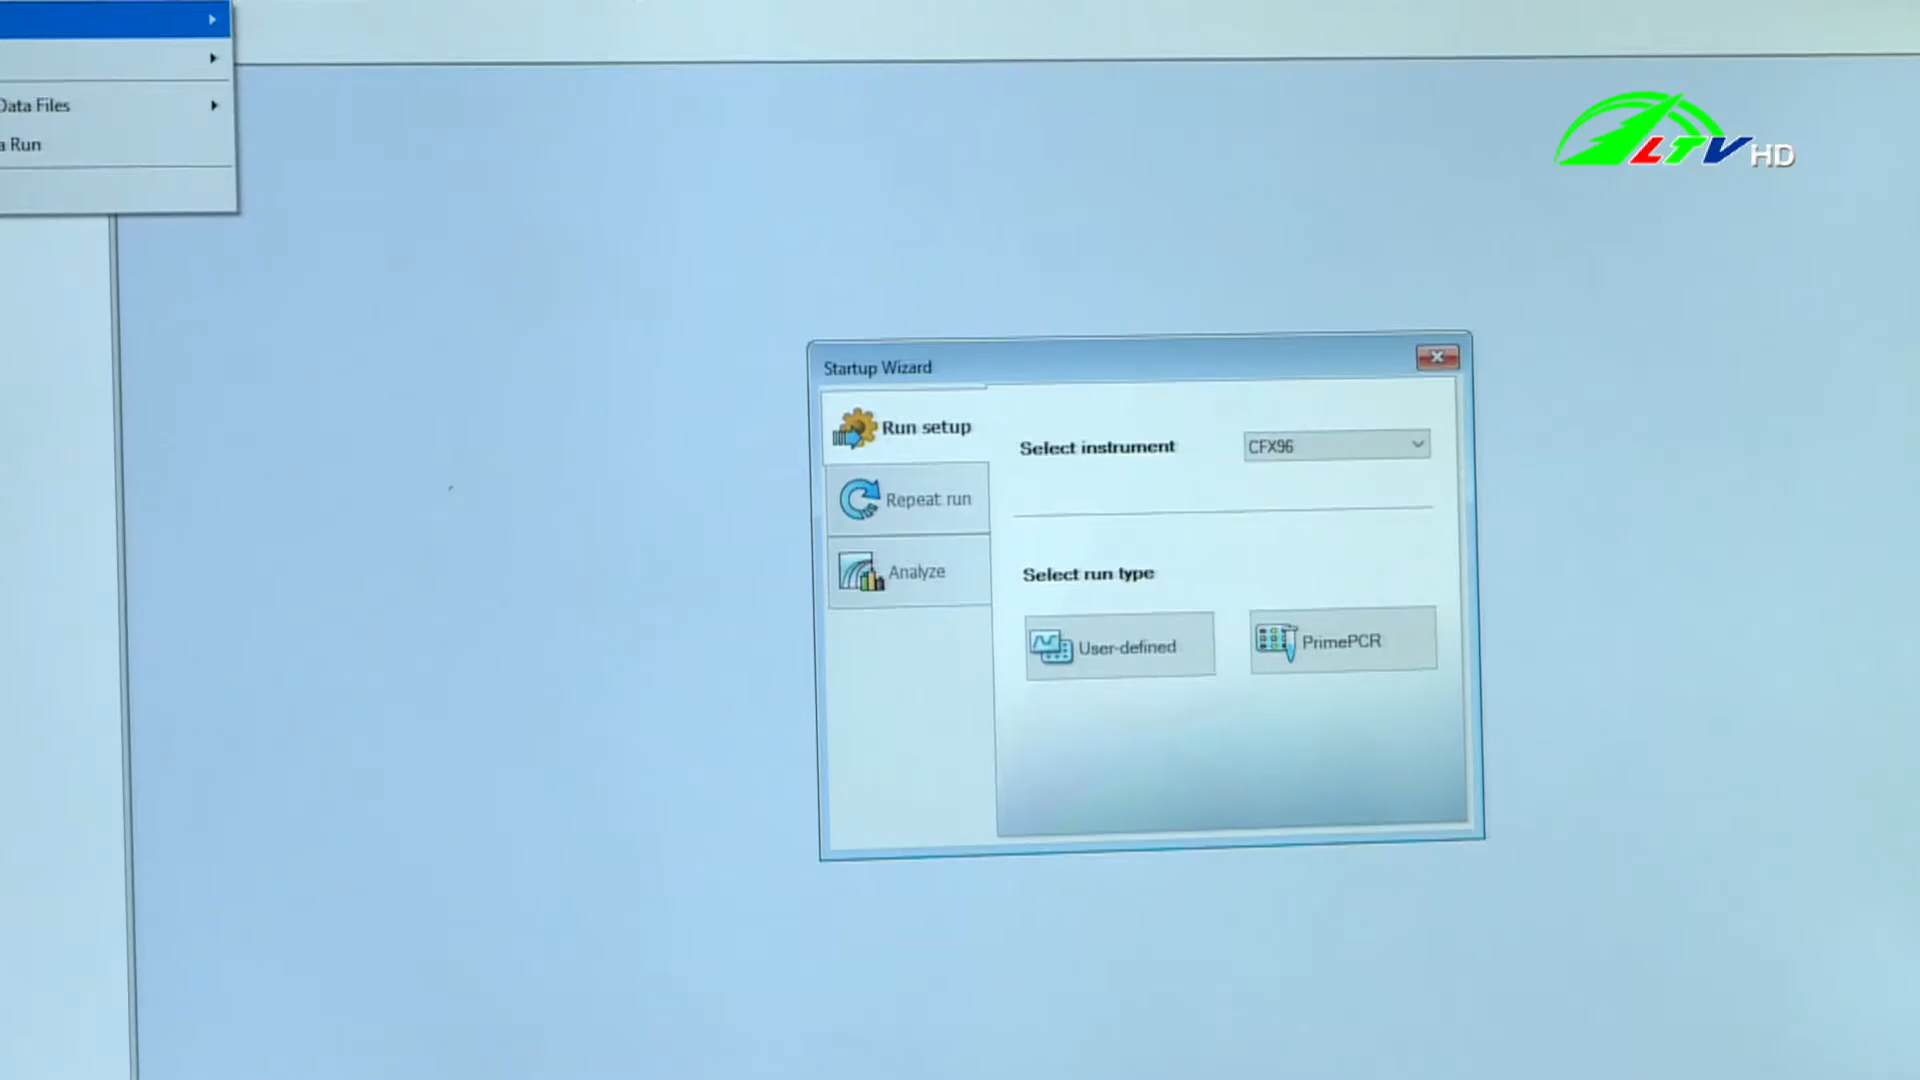 Data Files
a Run
LTV HD
Startup Wizard
Run setup
Repeat run
Analyze
Select instrument
CFX96
Select run type
User-defined
PrimePCR